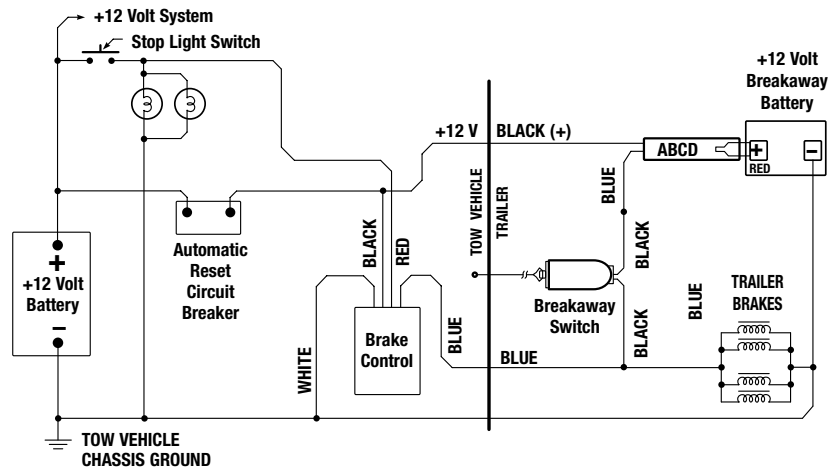 +12 Volt System
Stop Light Switch
+12 Volt
Breakaway
Battery
+12 V
BLACK (+)
ABCD
+
-
RED
BLUE
TOW VEHICLE
TRAILER
BLACK
RED
BLACK
Automatic
Reset
Circuit
Breaker
+
+12 Volt
Battery
-
Breakaway
Switch
BLUE
TRAILER
BRAKES
Brake
Control
WHITE
BLUE
BLUE
BLACK
TOW VEHICLE
CHASSIS GROUND